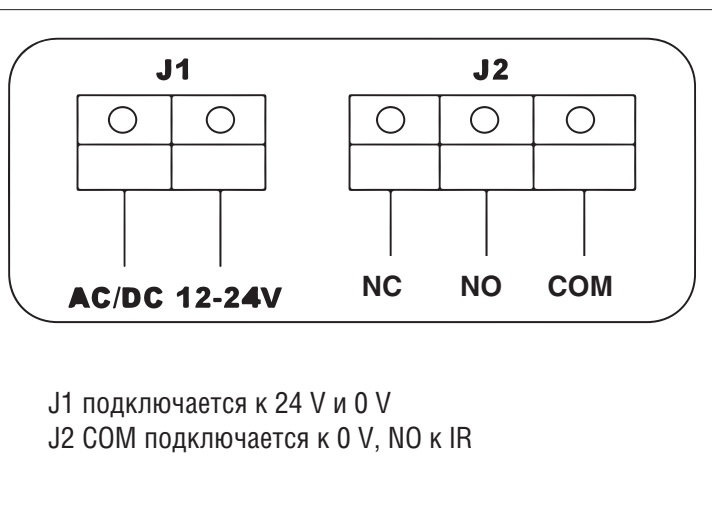 J1 J2
AC/DC 12-24V NC NO COM
J1 подключается к 24 V и 0 V
J2 COM подключается к 0 V, NO к IR